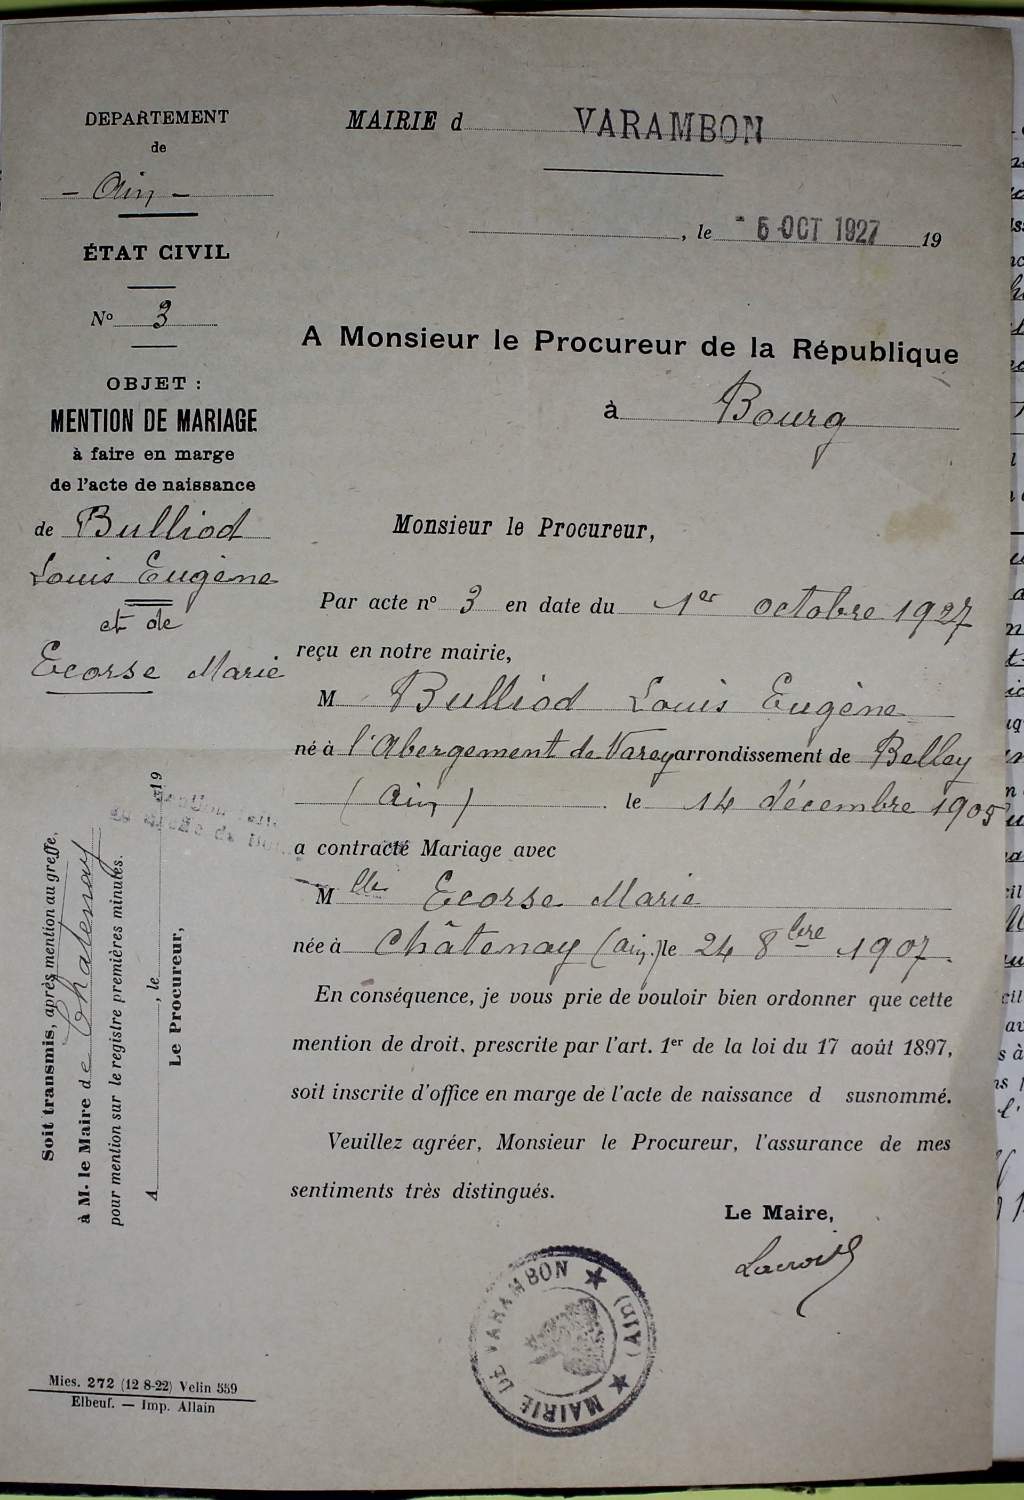 DEPARTEMENT
de
- Ain -
ÉTAT CIVIL
No 3
OBJET :
MENTION DE MARIAGE
à faire en marge
de l'acte de naissance
de Bulliod
Louis Eugène
et de
Ecorse Marie
MAIRIE d VARAMBON
, le - 5 OCT 1927 19
A Monsieur le Procureur de la République
à Bourg
Monsieur le Procureur,
Par acte no 3 en date du 1er octobre 1927
reçu en notre mairie,
M Bulliod Louis Eugène
né à l'Abergement de Varey arrondissement de Belley
(Ain) le 14 décembre 1905
a contracté Mariage avec
Mlle Ecorse Marie
née à Châtenay (Ain) le 24 8bre 1907.
En conséquence, je vous prie de vouloir bien ordonner que cette
mention de droit, prescrite par l'art. 1er de la loi du 17 août 1897,
soit inscrite d'office en marge de l'acte de naissance d susnommé.
Veuillez agréer, Monsieur le Procureur, l'assurance de mes
sentiments très distingués.
Le Maire,
Lacroix
MAIRIE DE VARAMBON ★ (AIN) ★
Soit transmis, après mention au greffe,
à M. le Maire de Chatenay
pour mention sur le registre premières minutes.
A , le 19
Le Procureur,
Mies. 272 (12 8-22) Velin 559
Elbeuf. — Imp. Allain